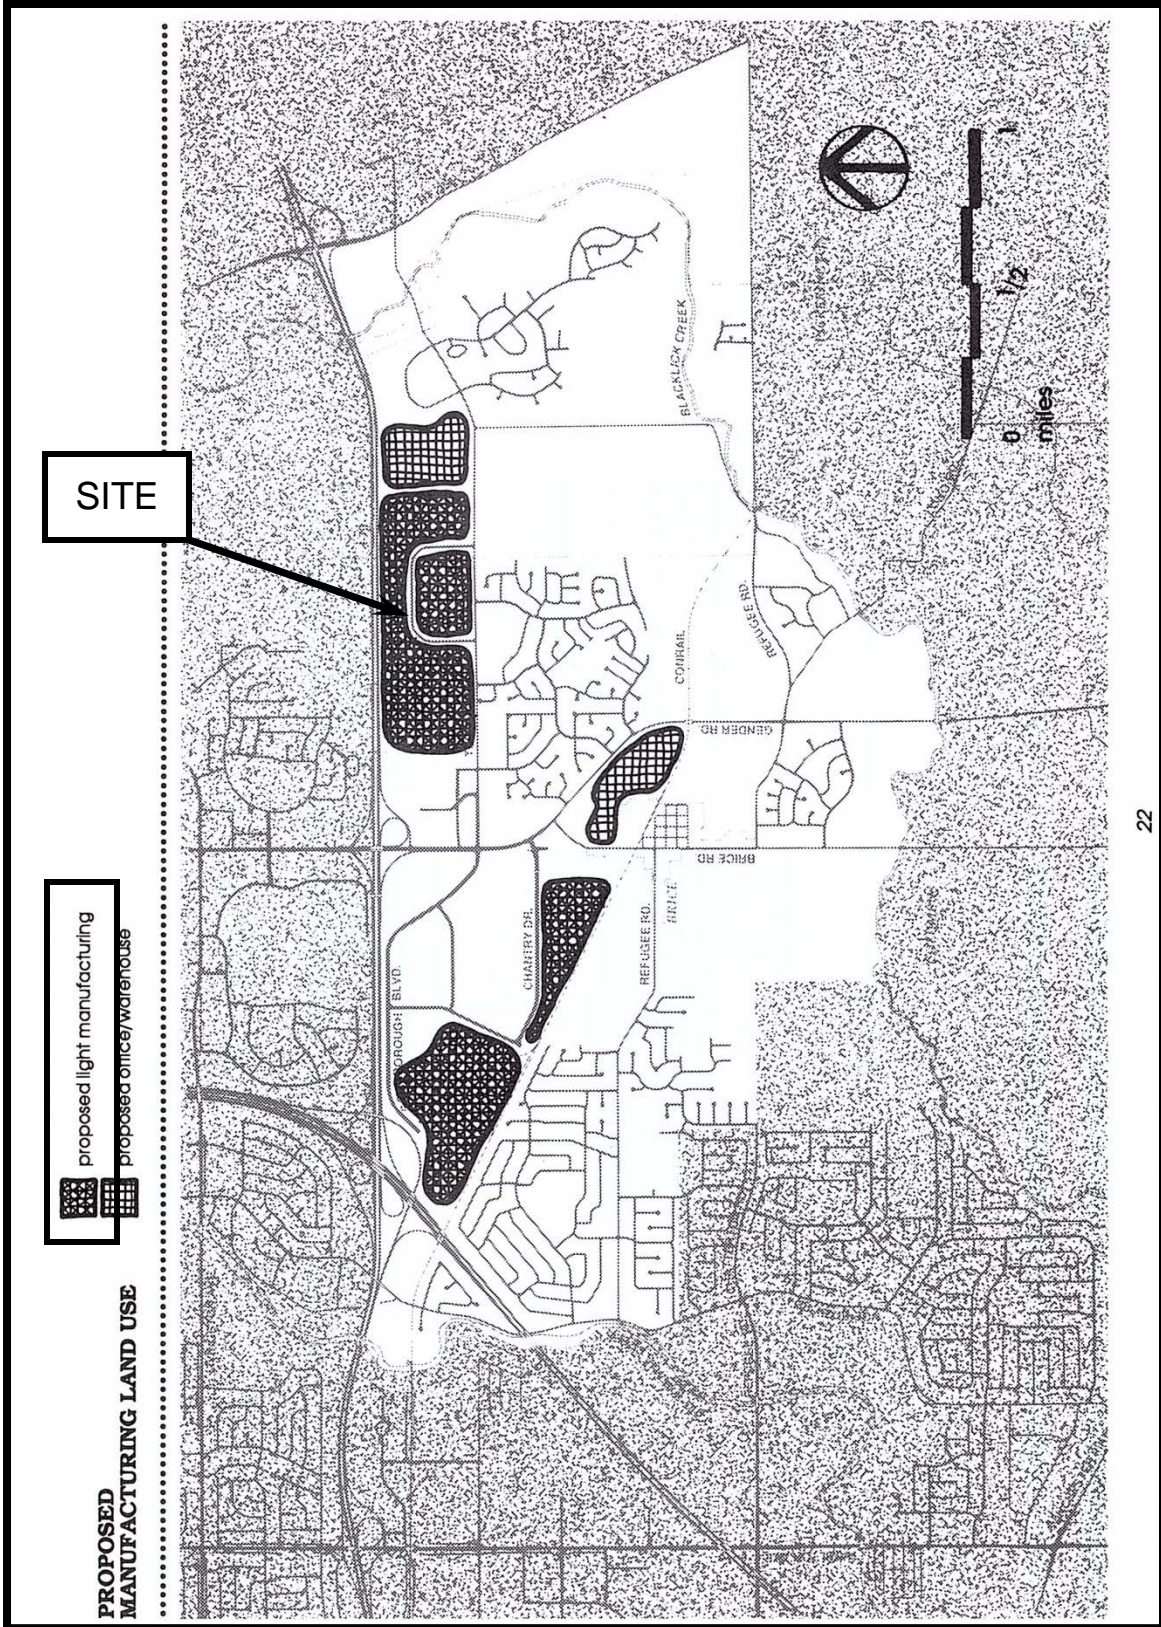 PROPOSED
MANUFACTURING LAND USE
proposed light manufacturing
proposed office/warehouse
SITE
BLACKLICK CREEK
CONRAIL
REFUGEE RD.
GENDER RD.
BRICE RD
BRICE
REFUGEE RD.
CHANTRY DR.
BLVD.
0
1/2
1
miles
22